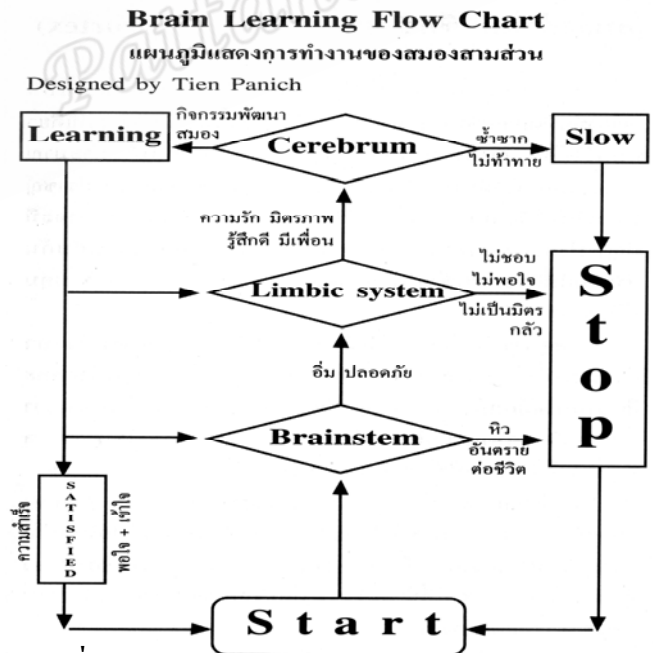 Brain Learning Flow Chart
แผนภูมิแสดงการทำงานของสมองสามส่วน
Designed by Tien Panich
Learning
กิจกรรมพัฒนา
สมอง
Cerebrum
ซ้ำซาก
ไม่ท้าทาย
Slow
ความรัก มิตรภาพ
รู้สึกดี มีเพื่อน
Limbic system
ไม่ชอบ
ไม่พอใจ
ไม่เป็นมิตร
กลัว
Stop
อิ่ม ปลอดภัย
Brainstem
หิว
อันตราย
ต่อชีวิต
ความสำเร็จ
SATISFIED
พอใจ + เข้าใจ
Start